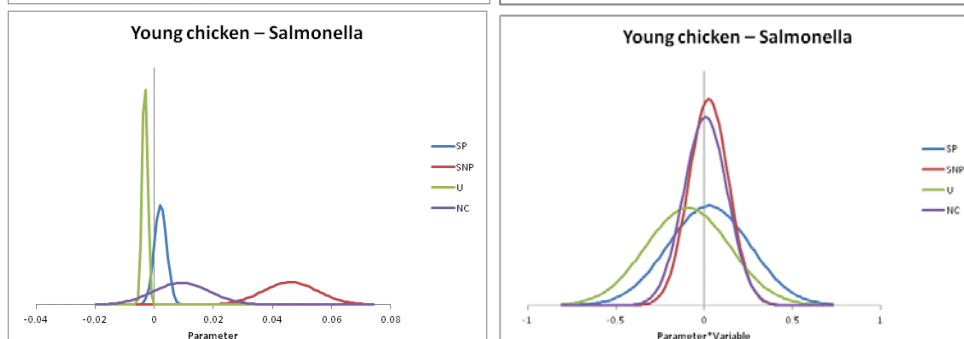 Young chicken – Salmonella
SP
SNP
U
NC
-0.04 -0.02 0 0.02 0.04 0.06 0.08
Parameter
Young chicken – Salmonella
SP
SNP
U
NC
-1 -0.5 0 0.5 1
Parameter*Variable